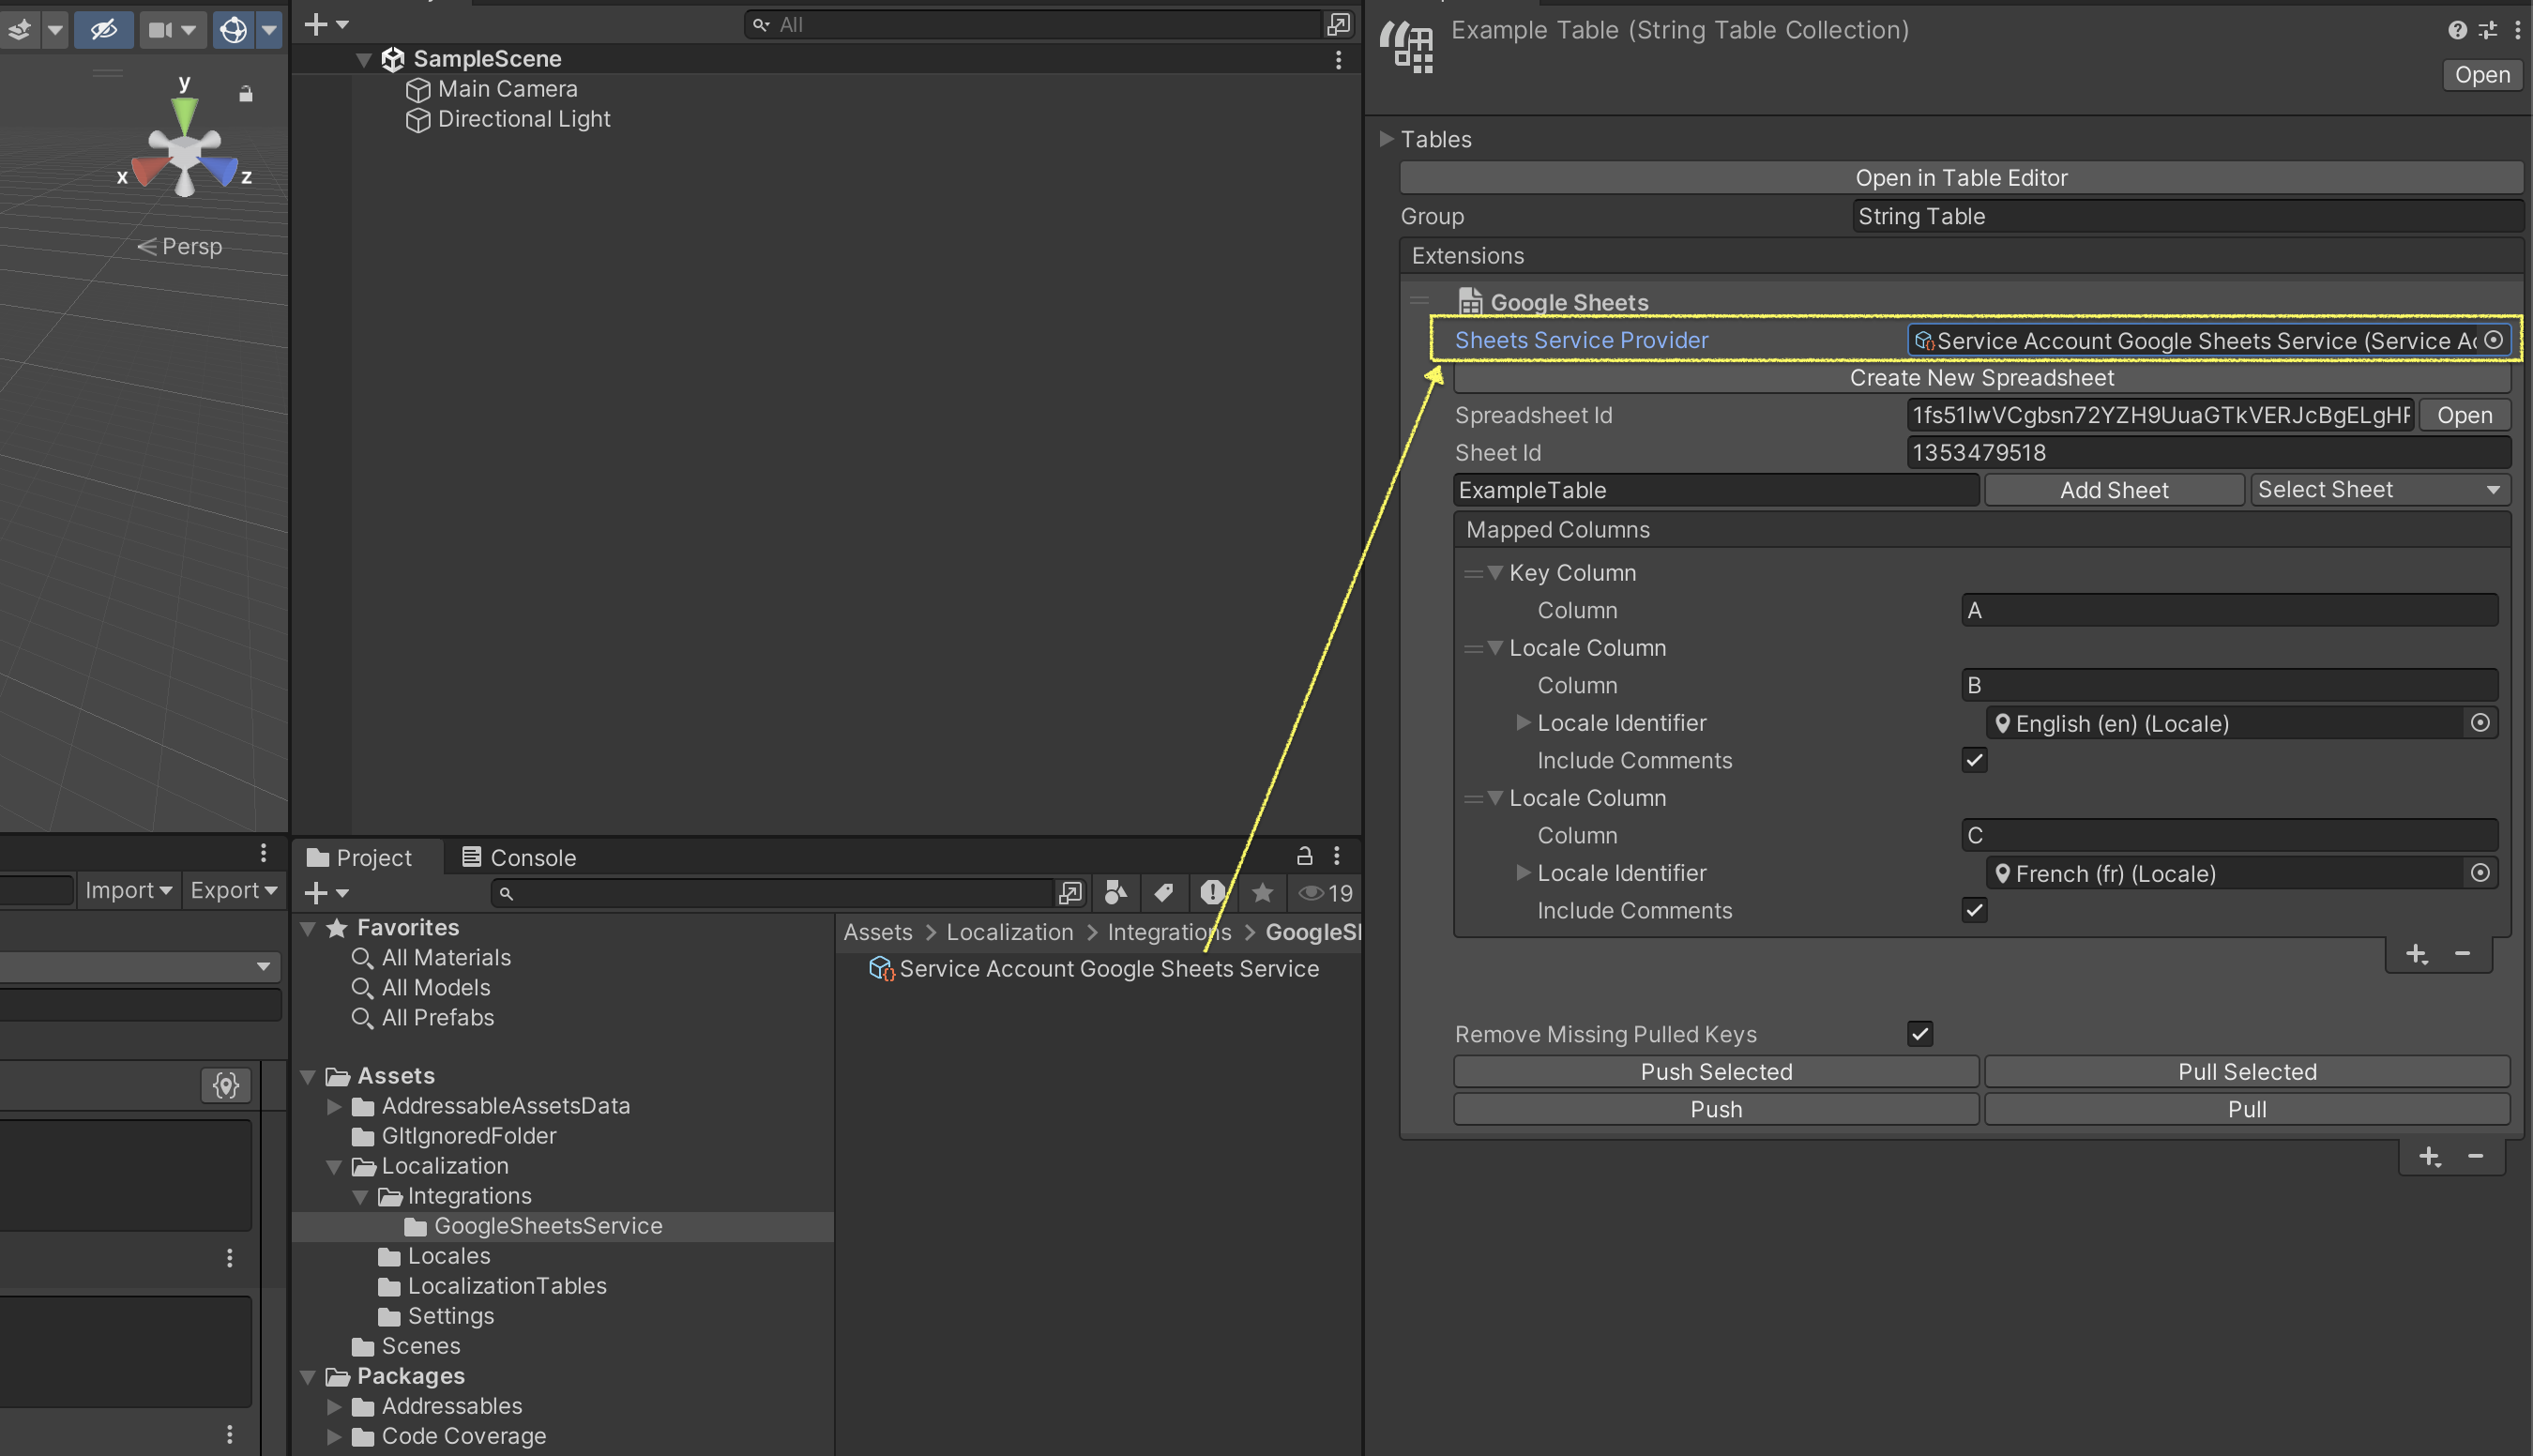 y
x
z
Persp
Import
Export
All
SampleScene
Main Camera
Directional Light
Project
Console
19
Favorites
All Materials
All Models
All Prefabs
Assets
AddressableAssetsData
GItIgnoredFolder
Localization
Integrations
GoogleSheetsService
Locales
LocalizationTables
Settings
Scenes
Packages
Addressables
Code Coverage
Assets > Localization > Integrations > GoogleSl
Service Account Google Sheets Service
Example Table (String Table Collection)
Open
Tables
Open in Table Editor
Group String Table
Extensions
Google Sheets
Sheets Service Provider Service Account Google Sheets Service (Service Ac
Create New Spreadsheet
Spreadsheet Id 1fs51IwVCgbsn72YZH9UuaGTkVERJcBgELgHF Open
Sheet Id 1353479518
ExampleTable Add Sheet Select Sheet
Mapped Columns
Key Column
Column A
Locale Column
Column B
Locale Identifier English (en) (Locale)
Include Comments
Locale Column
Column C
Locale Identifier French (fr) (Locale)
Include Comments
Remove Missing Pulled Keys
Push Selected Pull Selected
Push Pull